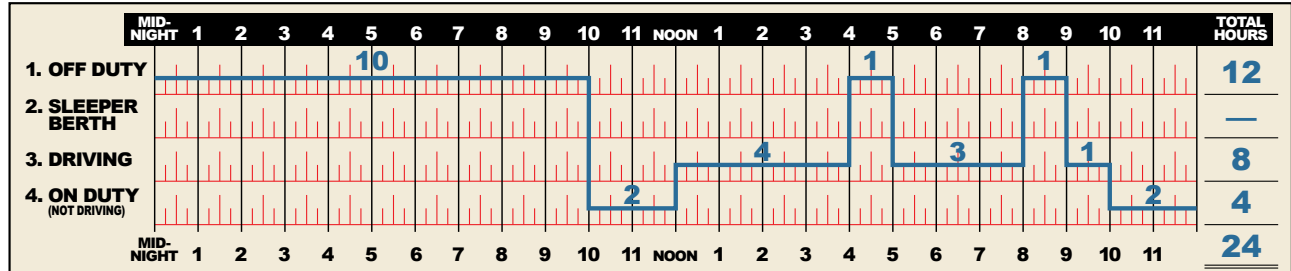 MID-NIGHT 1 2 3 4 5 6 7 8 9 10 11 NOON 1 2 3 4 5 6 7 8 9 10 11 TOTAL HOURS
1. OFF DUTY 10 1 1 12
2. SLEEPER BERTH —
3. DRIVING 4 3 1 8
4. ON DUTY (NOT DRIVING) 2 2 4
MID-NIGHT 1 2 3 4 5 6 7 8 9 10 11 NOON 1 2 3 4 5 6 7 8 9 10 11 24